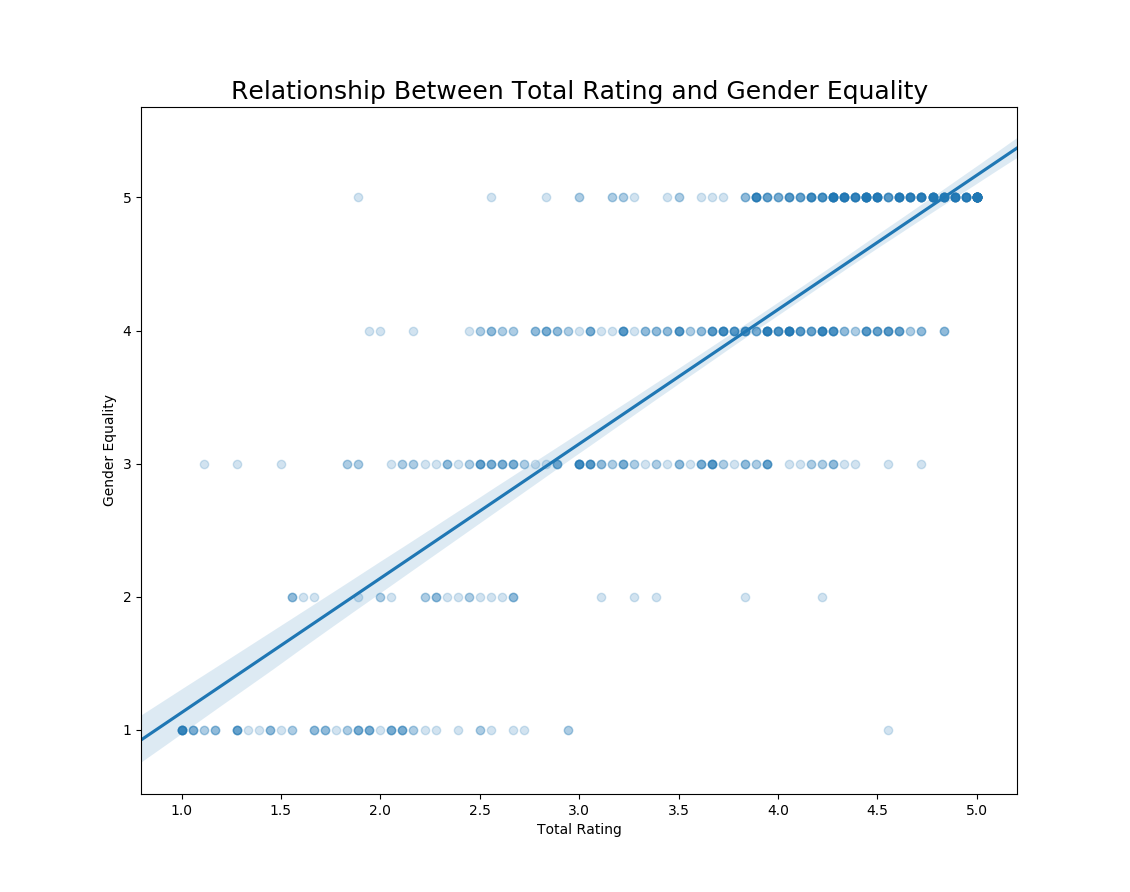 Relationship Between Total Rating and Gender Equality
5
4
3
2
1
Gender Equality
1.0 1.5 2.0 2.5 3.0 3.5 4.0 4.5 5.0
Total Rating